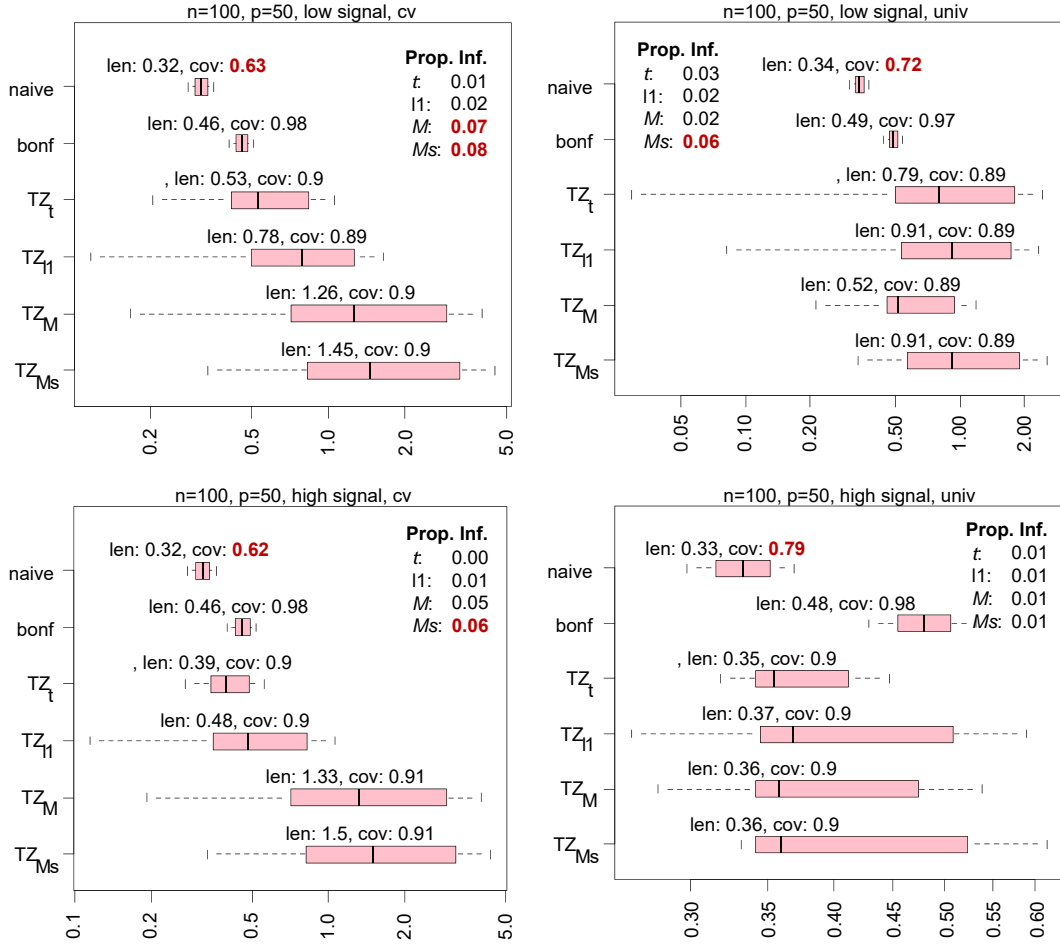 n=100, p=50, low signal, cv
len: 0.32, cov: 0.63
naive
len: 0.46, cov: 0.98
bonf
, len: 0.53, cov: 0.9
TZt
len: 0.78, cov: 0.89
TZl1
len: 1.26, cov: 0.9
TZM
len: 1.45, cov: 0.9
TZMs
Prop. Inf.
t: 0.01
l1: 0.02
M: 0.07
Ms: 0.08
0.2 0.5 1.0 2.0 5.0
n=100, p=50, low signal, univ
len: 0.34, cov: 0.72
naive
len: 0.49, cov: 0.97
bonf
, len: 0.79, cov: 0.89
TZt
len: 0.91, cov: 0.89
TZl1
len: 0.52, cov: 0.89
TZM
len: 0.91, cov: 0.89
TZMs
Prop. Inf.
t: 0.03
l1: 0.02
M: 0.02
Ms: 0.06
0.05 0.10 0.20 0.50 1.00 2.00
n=100, p=50, high signal, cv
len: 0.32, cov: 0.62
naive
len: 0.46, cov: 0.98
bonf
, len: 0.39, cov: 0.9
TZt
len: 0.48, cov: 0.9
TZl1
len: 1.33, cov: 0.91
TZM
len: 1.5, cov: 0.91
TZMs
Prop. Inf.
t: 0.00
l1: 0.01
M: 0.05
Ms: 0.06
0.1 0.2 0.5 1.0 2.0 5.0
n=100, p=50, high signal, univ
len: 0.33, cov: 0.79
naive
len: 0.48, cov: 0.98
bonf
, len: 0.35, cov: 0.9
TZt
len: 0.37, cov: 0.9
TZl1
len: 0.36, cov: 0.9
TZM
len: 0.36, cov: 0.9
TZMs
Prop. Inf.
t: 0.01
l1: 0.01
M: 0.01
Ms: 0.01
0.30 0.35 0.40 0.45 0.50 0.55 0.60